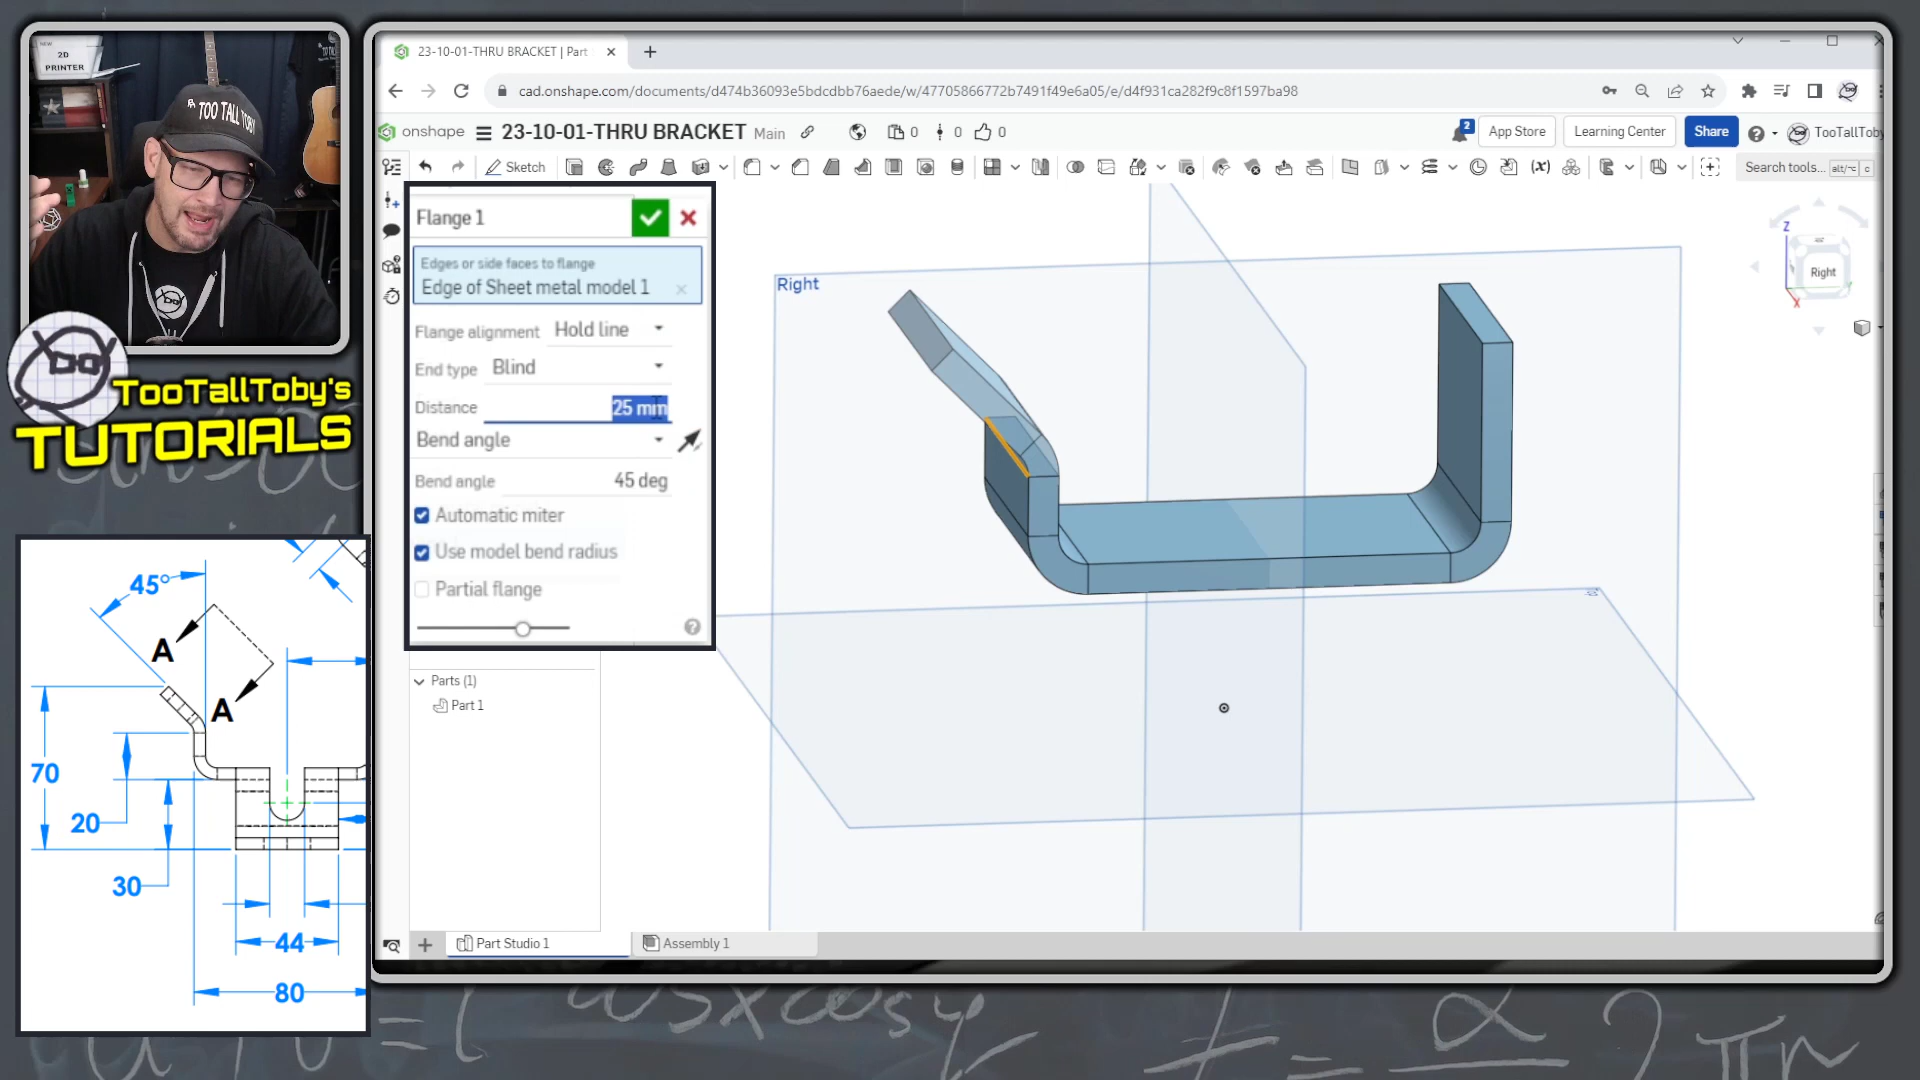 NEW
2D
PRINTER
TOO TALL TOBY
TooTallToby's
TUTORIALS
23-10-01-THRU BRACKET | Part
cad.onshape.com/documents/d474b36093e5bdcdbb76aede/w/47705866772b7491f49e6a05/e/d4f931ca282f9c8f1597ba98
onshape
23-10-01-THRU BRACKET Main
0 0 0
2
App Store
Learning Center
Share
TooTallToby
Sketch
(x)
Search tools... alt/⌥ c
Flange 1
Edges or side faces to flange
Edge of Sheet metal model 1
Flange alignment Hold line
End type Blind
Distance 25 mm
Bend angle
Bend angle 45 deg
Automatic miter
Use model bend radius
Partial flange
Parts (1)
Part 1
Right
Z
Right
X
Part Studio 1
Assembly 1
45°
A
A
70
20
30
44
80